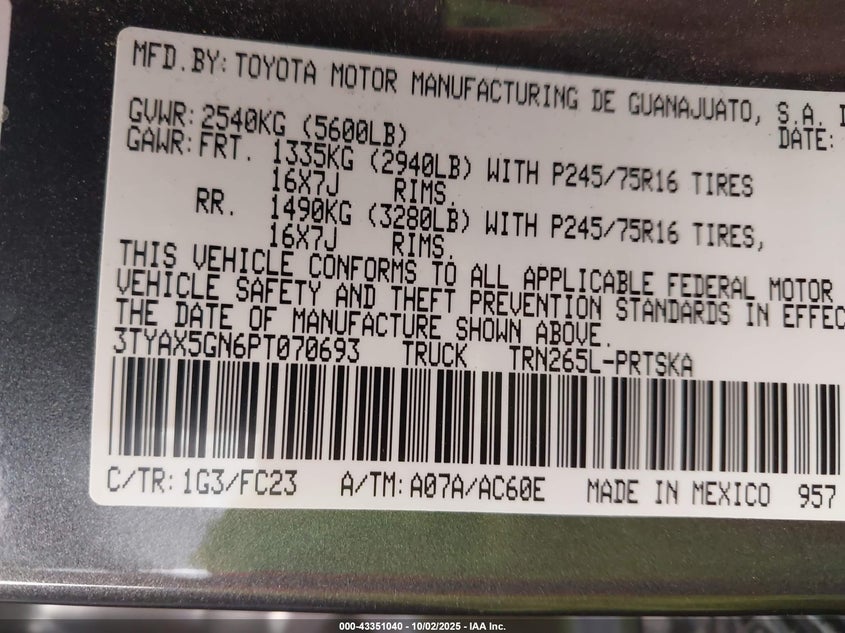 MFD.BY: TOYOTA MOTOR MANUFACTURING DE GUANAJUATO, S.A.
DATE:
GVWR: 2540KG (5600LB)
GAWR: FRT. 1335KG (2940LB) WITH P245/75R16 TIRES
16X7J RIMS.
RR. 1490KG (3280LB) WITH P245/75R16 TIRES,
16X7J RIMS.
THIS VEHICLE CONFORMS TO ALL APPLICABLE FEDERAL MOTOR
VEHICLE SAFETY AND THEFT PREVENTION STANDARDS IN EFFEC
THE DATE OF MANUFACTURE SHOWN ABOVE.
3TYAX5GN6PT070693 TRUCK TRN265L-PRTSKA
C/TR: 1G3/FC23 A/TM: A07A/AC60E MADE IN MEXICO 957
000-43351040 - 10/02/2025 - IAA Inc.